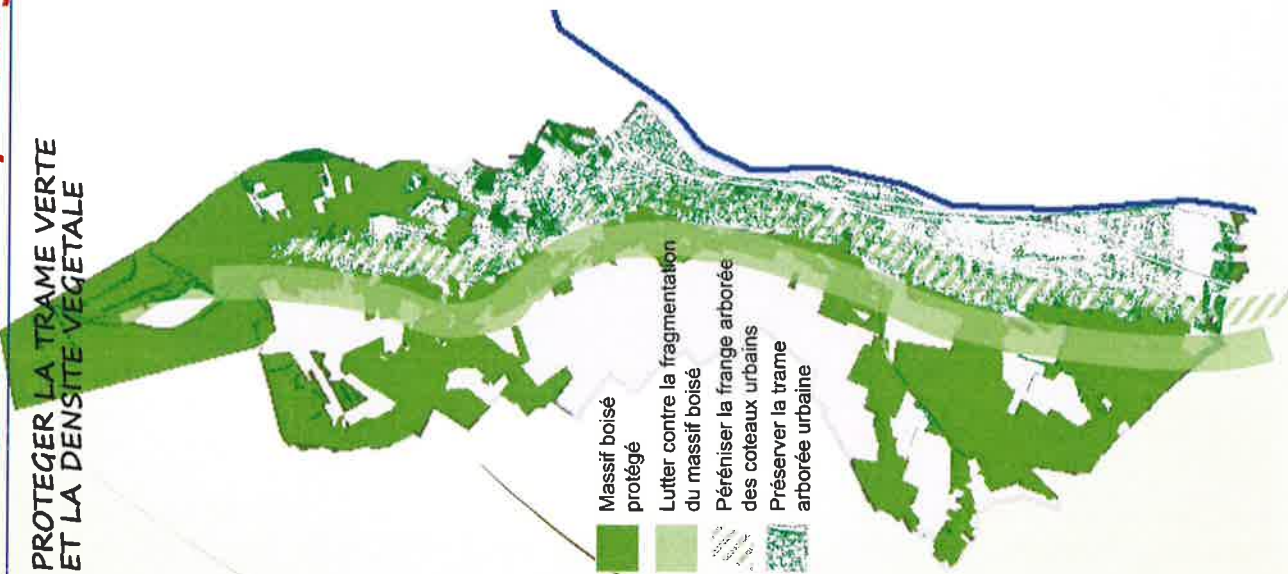 PROTEGER LA TRAME VERTE
ET LA DENSITE VEGETALE
Massif boisé
protégé
Lutter contre la fragmentation
du massif boisé
Péréniser la frange arborée
des coteaux urbains
Préserver la trame
arborée urbaine